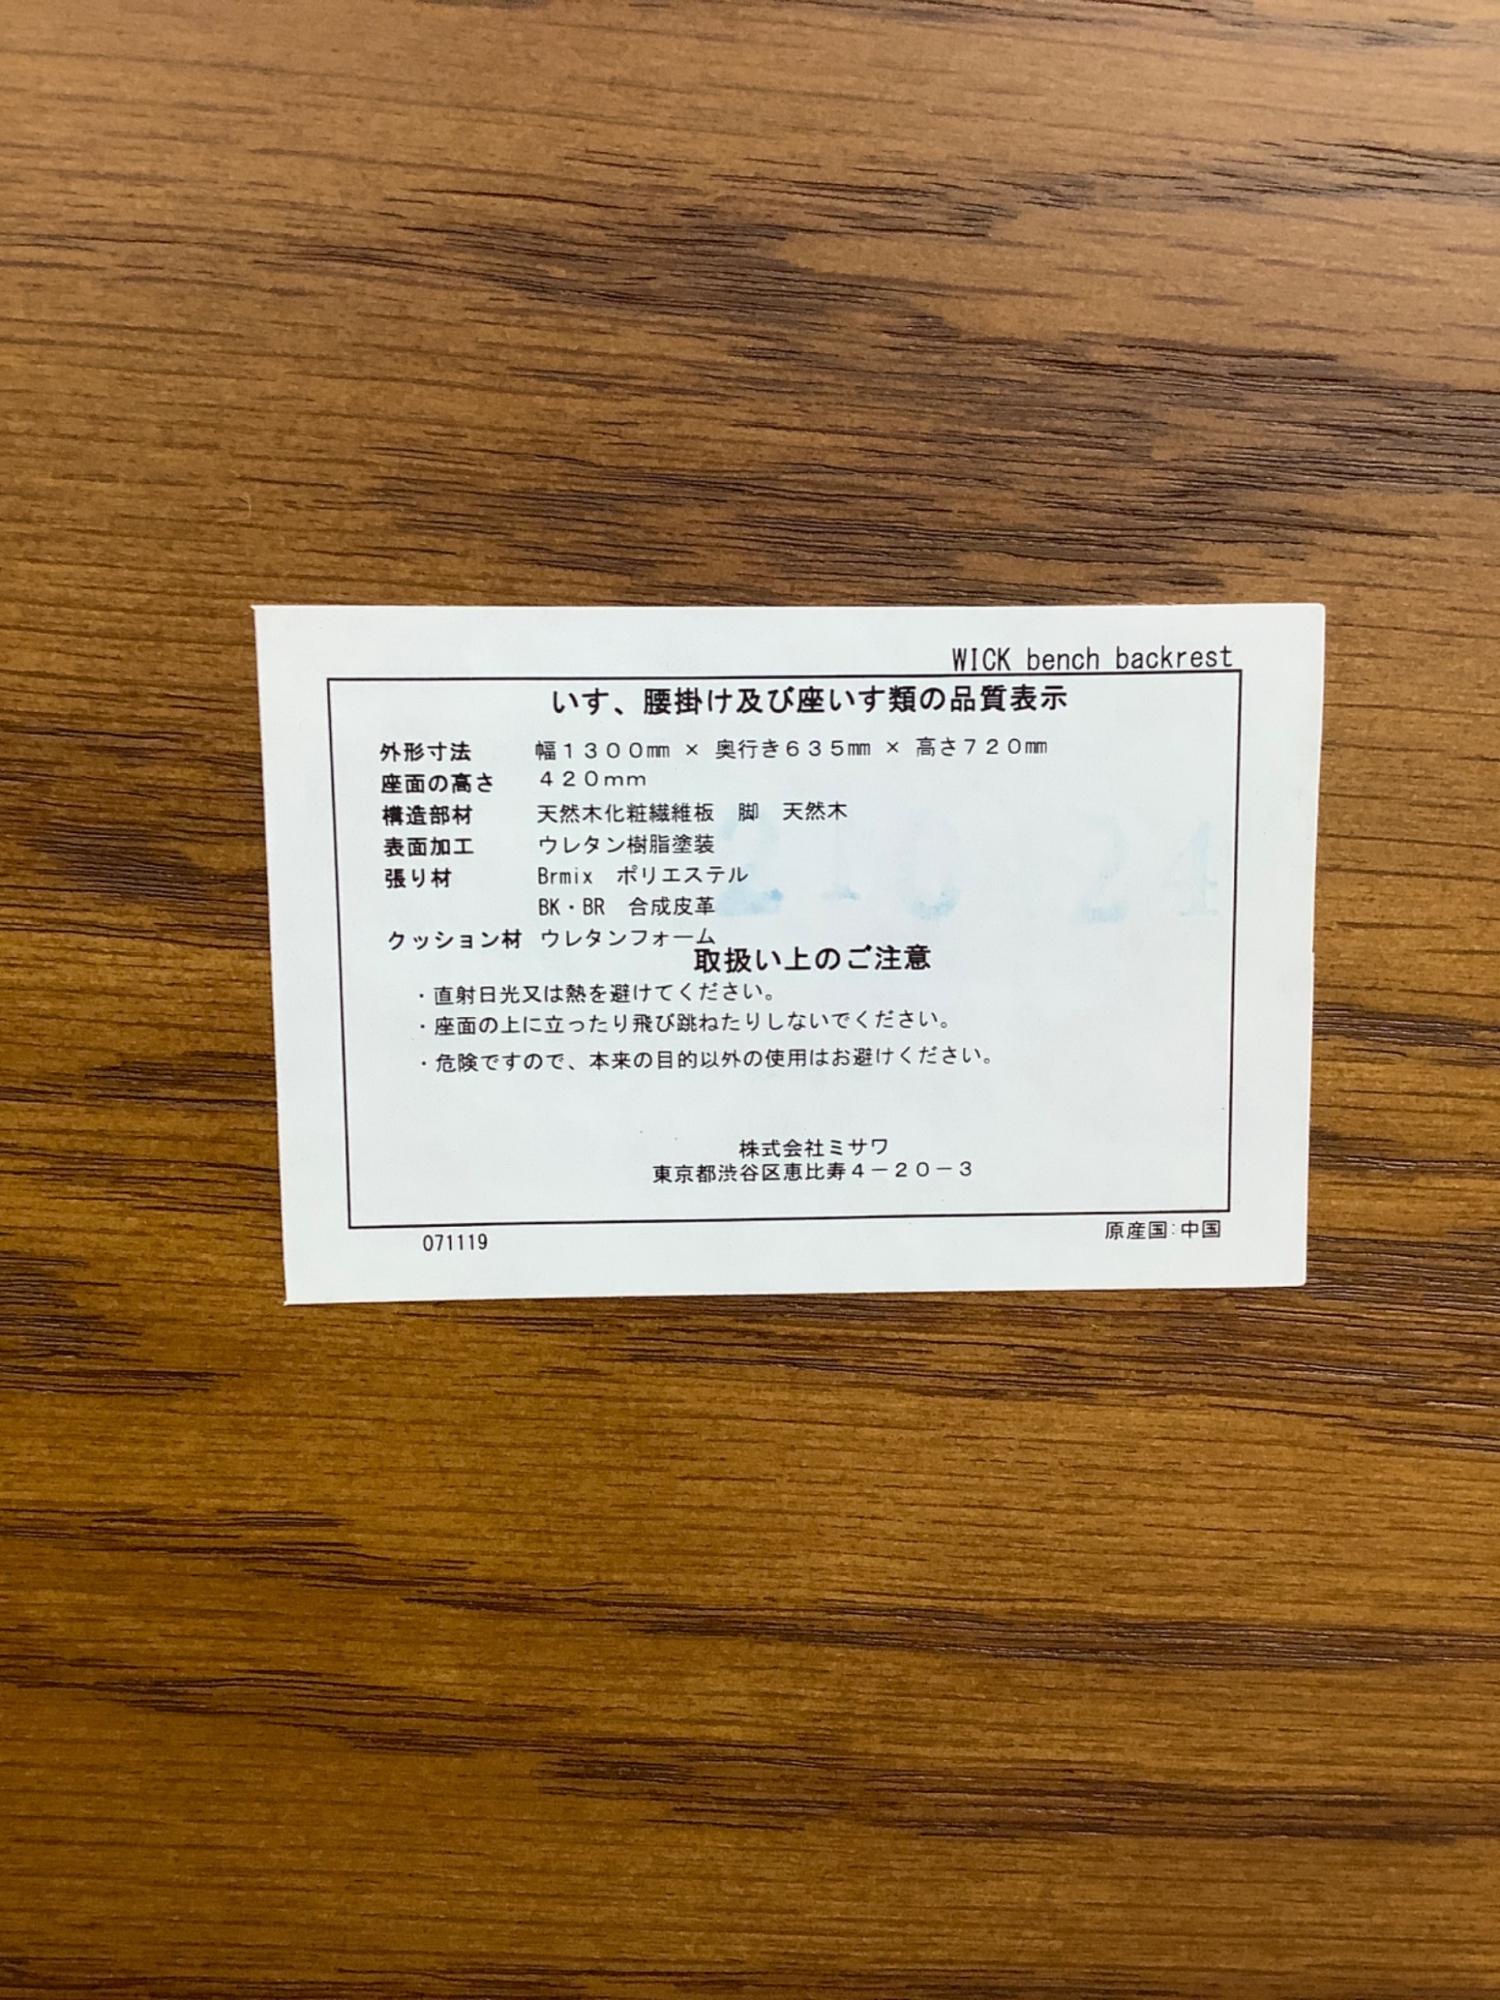 WICK bench backrest
いす、腰掛け及び座いす類の品質表示
外形寸法 幅１３００㎜ × 奥行き６３５㎜ × 高さ７２０㎜
座面の高さ ４２０ｍｍ
構造部材 天然木化粧繊維板 脚 天然木
表面加工 ウレタン樹脂塗装
張り材 Brmix ポリエステル
BK・BR 合成皮革
クッション材 ウレタンフォーム
取扱い上のご注意
・直射日光又は熱を避けてください。
・座面の上に立ったり飛び跳ねたりしないでください。
・危険ですので、本来の目的以外の使用はお避けください。
株式会社ミサワ
東京都渋谷区恵比寿４－２０－３
071119
原産国:中国